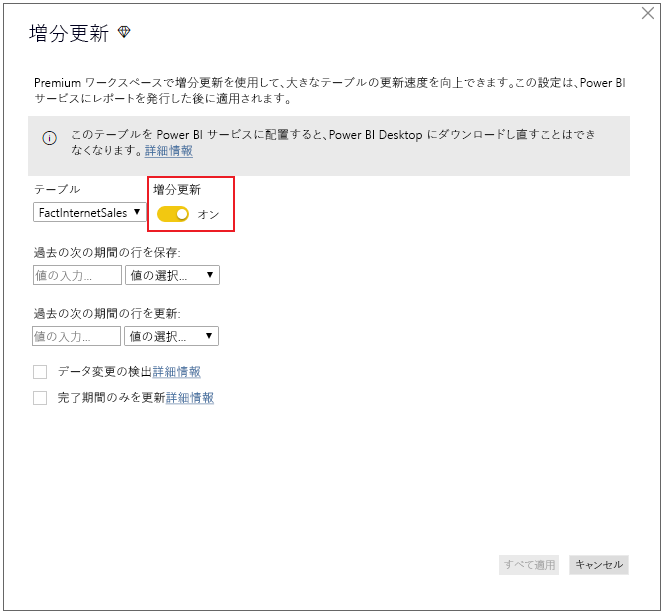 増分更新
Premium ワークスペースで増分更新を使用して、大きなテーブルの更新速度を向上できます。この設定は、Power BI
サービスにレポートを発行した後に適用されます。
このテーブルを Power BI サービスに配置すると、Power BI Desktop にダウンロードし直すことはでき
なくなります。詳細情報
テーブル 増分更新
FactInternetSales オン
過去の次の期間の行を保存:
値の入力... 値の選択...
過去の次の期間の行を更新:
値の入力... 値の選択...
データ変更の検出詳細情報
完了期間のみを更新詳細情報
すべて適用 キャンセル